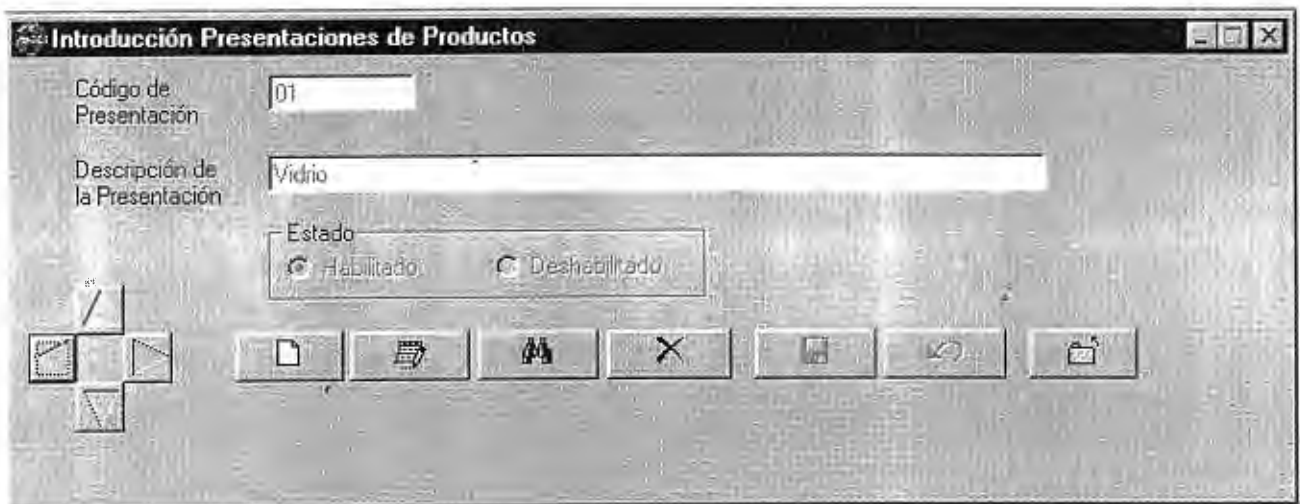 Introducción Presentaciones de Productos
Código de
Presentación
01
Descripción de
la Presentación
Vidrio
Estado
Habilitado
Deshabilitado